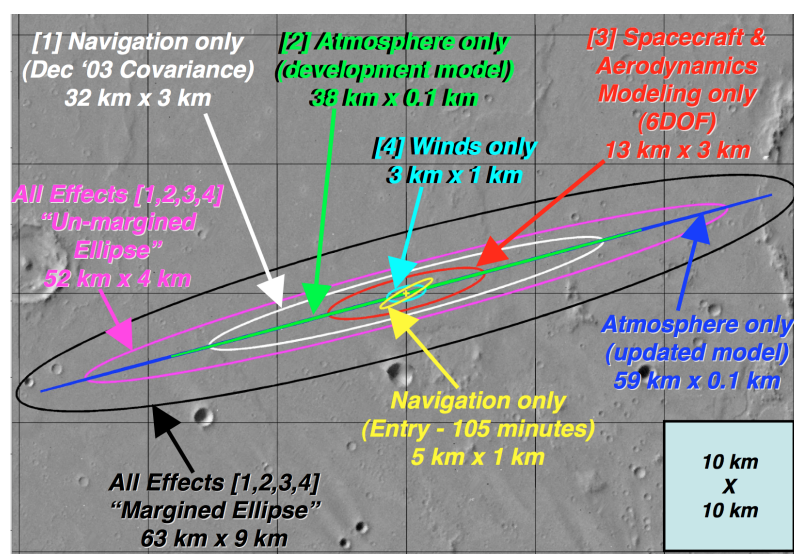 [1] Navigation only
(Dec ‘03 Covariance)
32 km x 3 km
[2] Atmosphere only
(development model)
38 km x 0.1 km
[3] Spacecraft &
Aerodynamics
Modeling only
(6DOF)
13 km x 3 km
[4] Winds only
3 km x 1 km
All Effects [1,2,3,4]
“Un-margined
Ellipse”
52 km x 4 km
Atmosphere only
(updated model)
59 km x 0.1 km
Navigation only
(Entry - 105 minutes)
5 km x 1 km
All Effects [1,2,3,4]
“Margined Ellipse”
63 km x 9 km
10 km
X
10 km